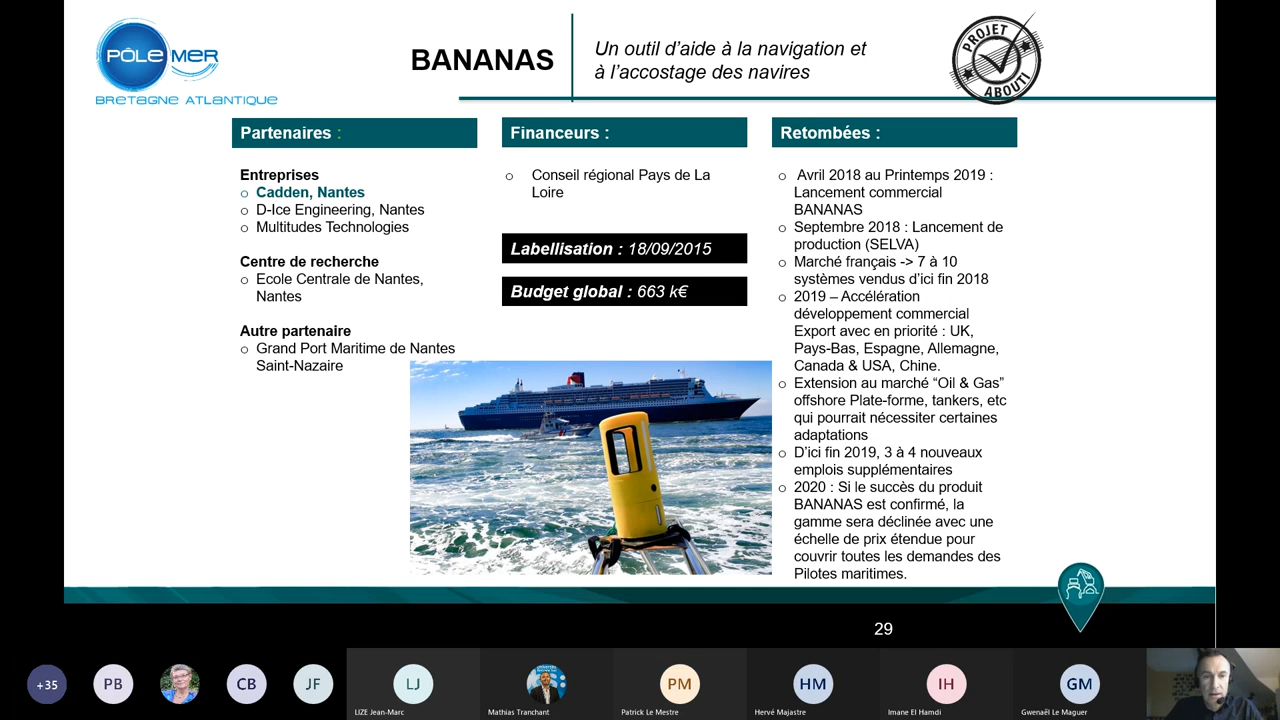 PÔLE MER
BRETAGNE ATLANTIQUE
BANANAS
Un outil d’aide à la navigation et
à l’accostage des navires
PROJET
ABOUTI
Partenaires :
Entreprises
o Cadden, Nantes
o D-Ice Engineering, Nantes
o Multitudes Technologies
Centre de recherche
o Ecole Centrale de Nantes,
Nantes
Autre partenaire
o Grand Port Maritime de Nantes
Saint-Nazaire
Financeurs :
o Conseil régional Pays de La
Loire
Labellisation : 18/09/2015
Budget global : 663 k€
Retombées :
o Avril 2018 au Printemps 2019 :
Lancement commercial
BANANAS
o Septembre 2018 : Lancement de
production (SELVA)
o Marché français -> 7 à 10
systèmes vendus d’ici fin 2018
o 2019 – Accélération
développement commercial
Export avec en priorité : UK,
Pays-Bas, Espagne, Allemagne,
Canada & USA, Chine.
o Extension au marché “Oil & Gas”
offshore Plate-forme, tankers, etc
qui pourrait nécessiter certaines
adaptations
o D’ici fin 2019, 3 à 4 nouveaux
emplois supplémentaires
o 2020 : Si le succès du produit
BANANAS est confirmé, la
gamme sera déclinée avec une
échelle de prix étendue pour
couvrir toutes les demandes des
Pilotes maritimes.
29
+35
PB
CB
JF
LJ
PM
HM
IH
GM
LIZE Jean-Marc
Mathias Tranchant
Patrick Le Mestre
Hervé Majastre
Imane El Hamdi
Gwenaël Le Maguer